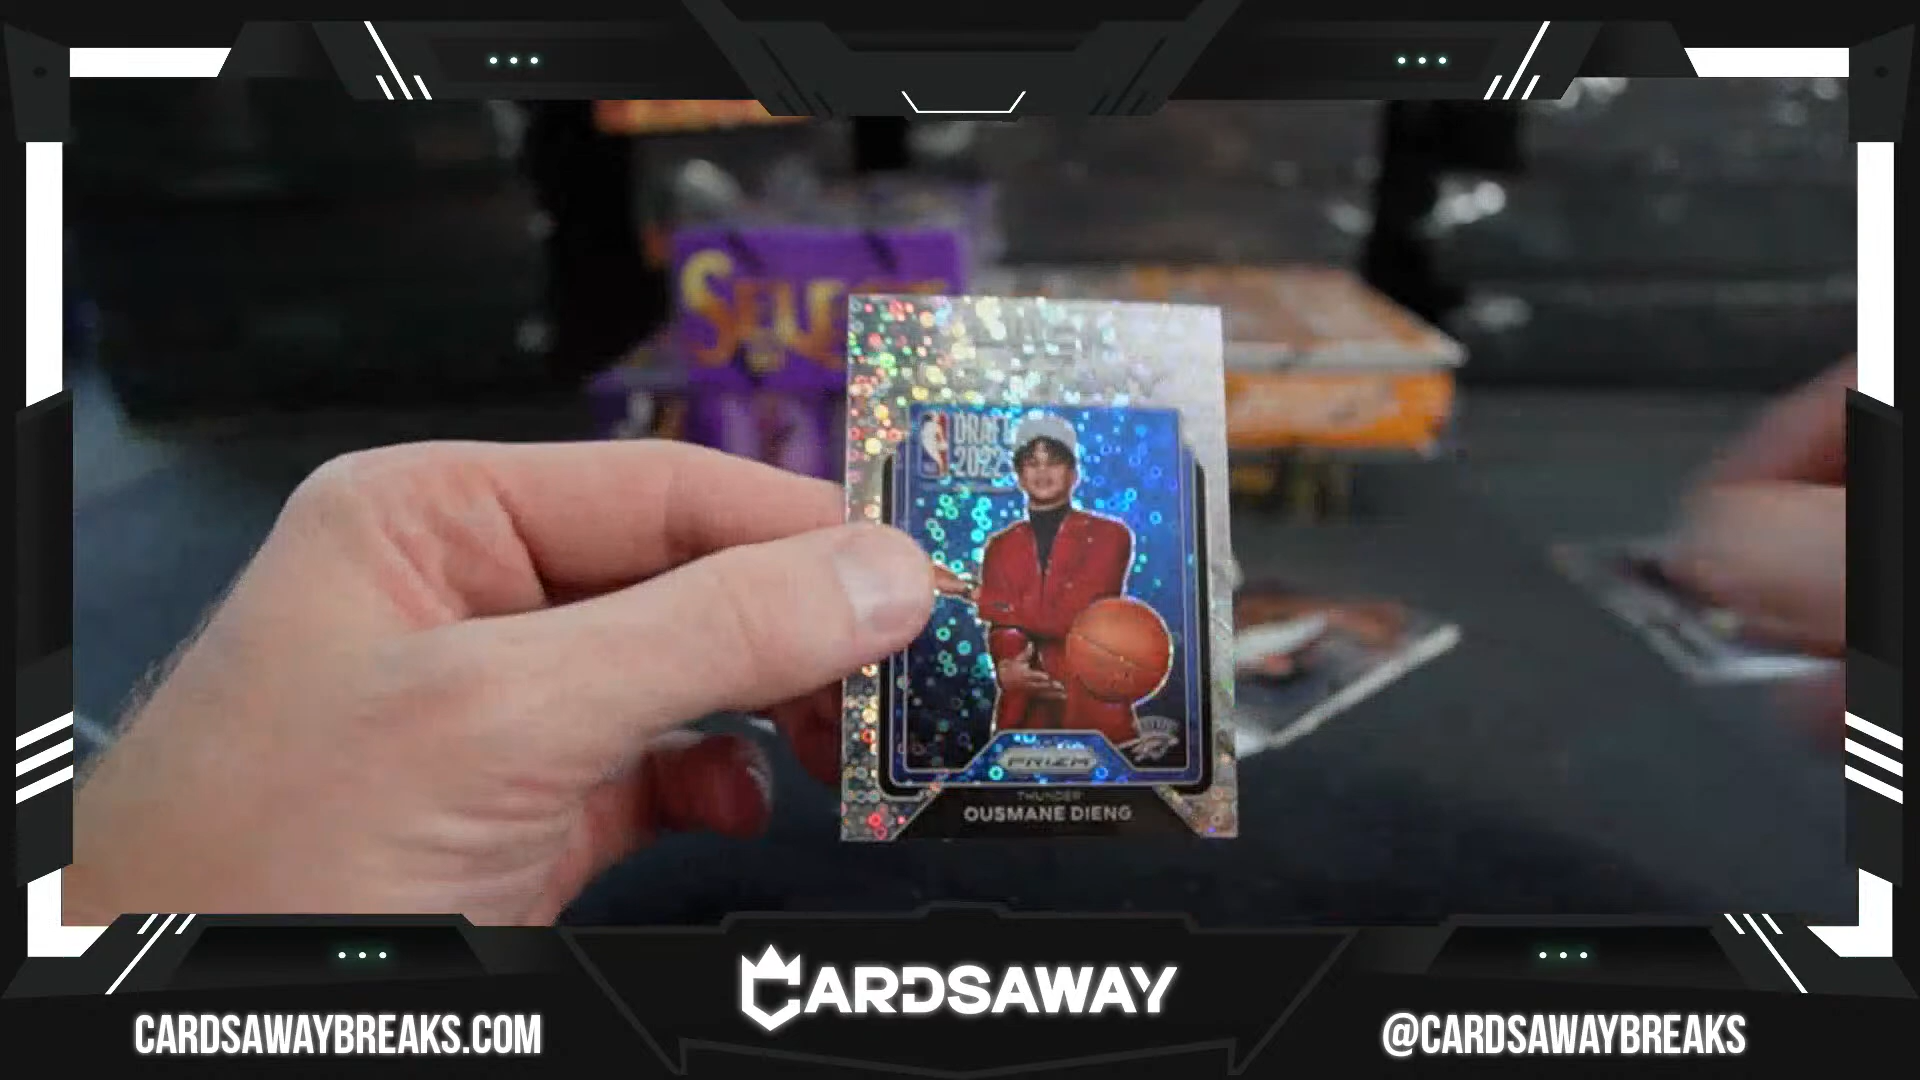 DRAFT
2022
PRIZM
THUNDER
OUSMANE DIENG
CARDSAWAY
CARDSAWAYBREAKS.COM
@CARDSAWAYBREAKS